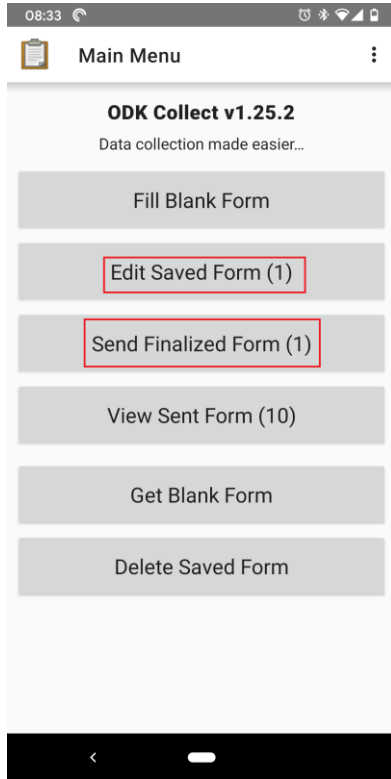 08:33
Main Menu
ODK Collect v1.25.2
Data collection made easier...
Fill Blank Form
Edit Saved Form (1)
Send Finalized Form (1)
View Sent Form (10)
Get Blank Form
Delete Saved Form